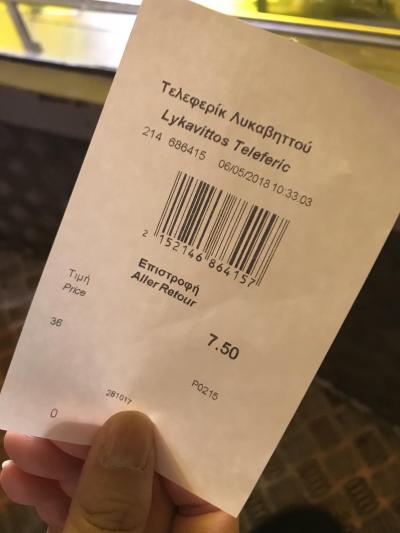 Τελεφερίκ Λυκαβηττού
Lykavittos Teleferic
214 686415 06/05/2018 10:33:03
2 152146 864157
Τιμή Επιστροφή
Price Aller Retour
36 7.50
281017 P0215
0